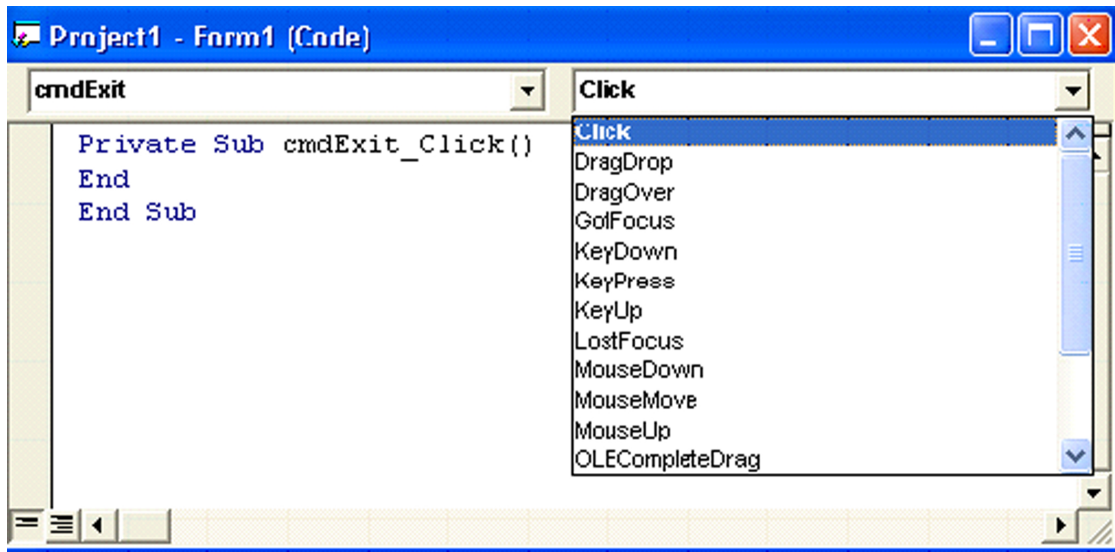 Project1 - Form1 (Code)
cmdExit
Click
Private Sub cmdExit_Click()
End
End Sub
Click
DragDrop
DragOver
GotFocus
KeyDown
KeyPress
KeyUp
LostFocus
MouseDown
MouseMove
MouseUp
OLECompleteDrag